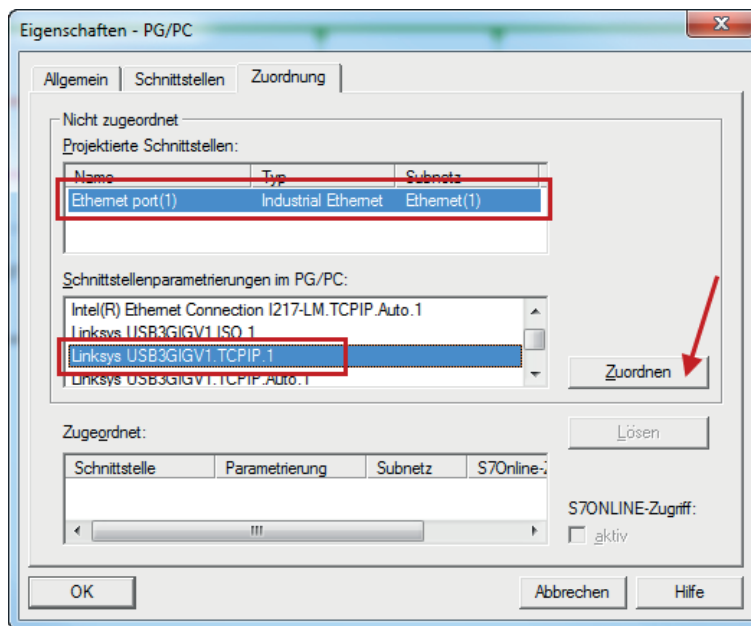 Eigenschaften - PG/PC
Allgemein Schnittstellen Zuordnung
Nicht zugeordnet
Projektierte Schnittstellen:
Name Typ Subnetz
Ethernet port(1) Industrial Ethernet Ethernet(1)
Schnittstellenparametrierungen im PG/PC:
Intel(R) Ethernet Connection I217-LM.TCPIP.Auto.1
Linksys USB3GIGV1.ISO.1
Linksys USB3GIGV1.TCPIP.1
Linksys USB3GIGV1.TCPIP.Auto.1
Zuordnen
Zugeordnet:
Lösen
Schnittstelle Parametrierung Subnetz S7Online-Z
S7ONLINE-Zugriff:
aktiv
OK Abbrechen Hilfe